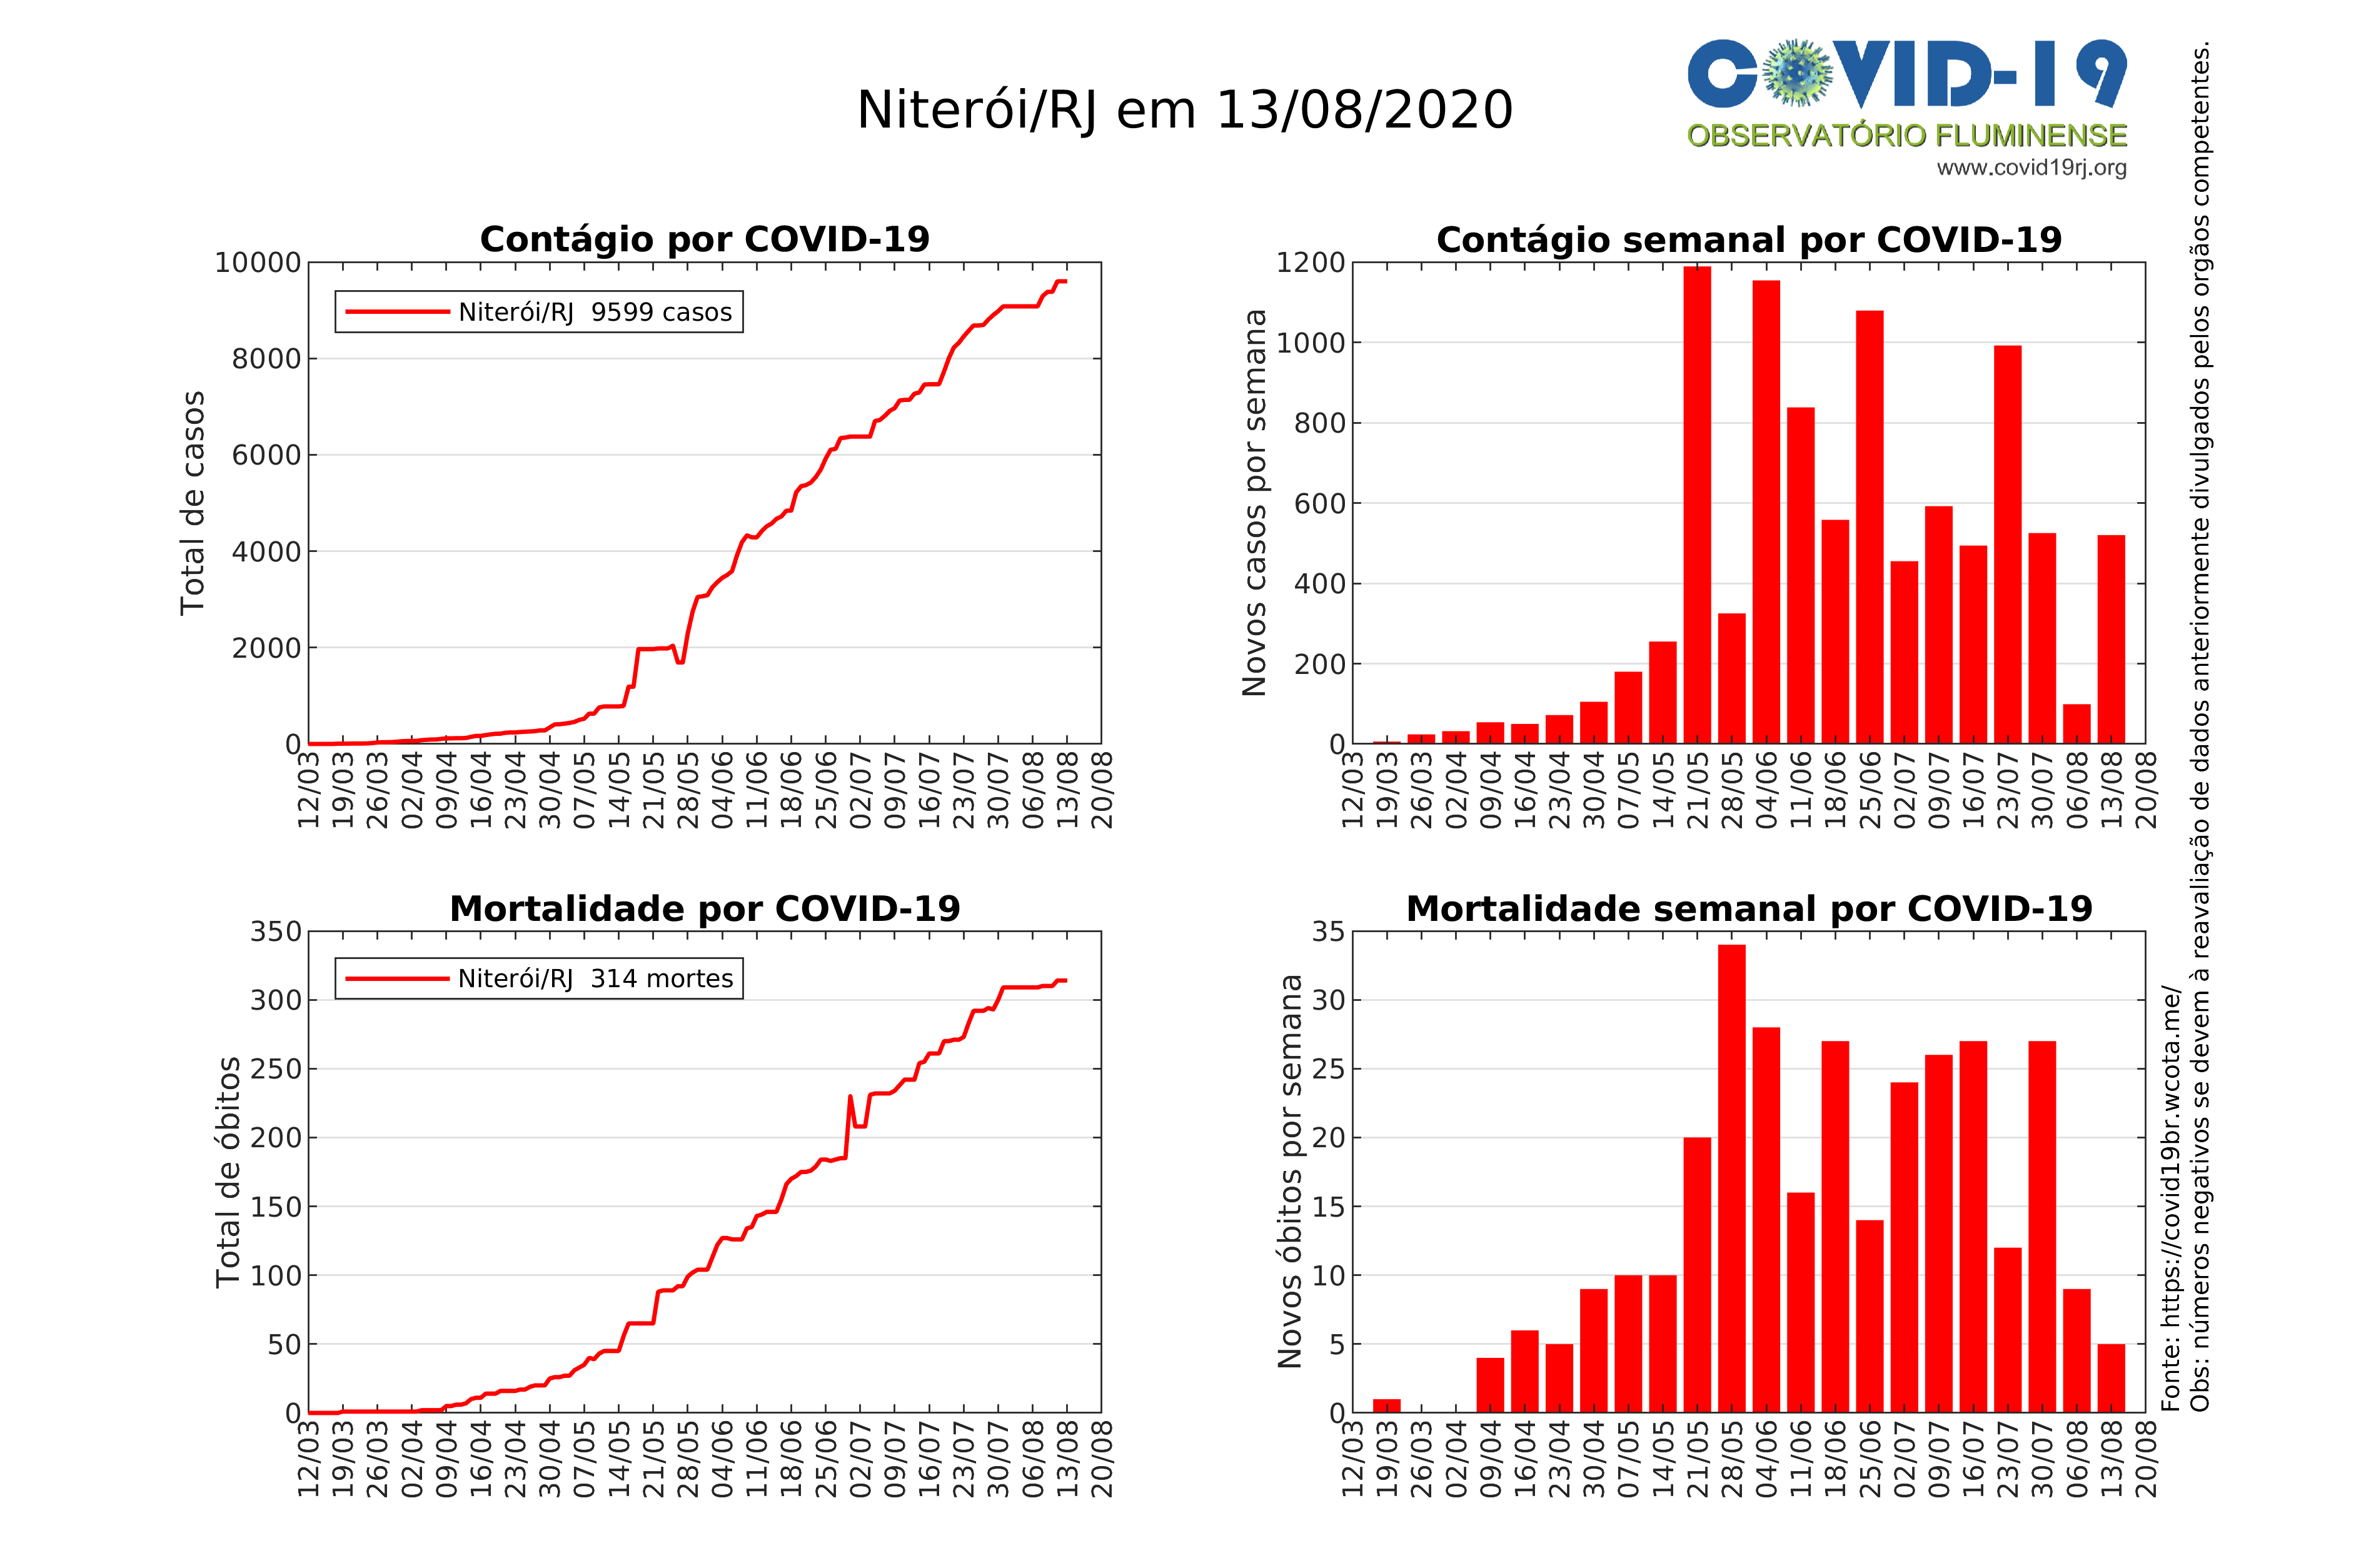 Niterói/RJ em 13/08/2020
COVID-19
OBSERVATÓRIO FLUMINENSE
www.covid19rj.org
Contágio por COVID-19
Total de casos
10000
8000
6000
4000
2000
0
Niterói/RJ 9599 casos
12/03 19/03 26/03 02/04 09/04 16/04 23/04 30/04 07/05 14/05 21/05 28/05 04/06 11/06 18/06 25/06 02/07 09/07 16/07 23/07 30/07 06/08 13/08 20/08
Contágio semanal por COVID-19
Novos casos por semana
1200
1000
800
600
400
200
0
12/03 19/03 26/03 02/04 09/04 16/04 23/04 30/04 07/05 14/05 21/05 28/05 04/06 11/06 18/06 25/06 02/07 09/07 16/07 23/07 30/07 06/08 13/08 20/08
Mortalidade por COVID-19
Total de óbitos
350
300
250
200
150
100
50
0
Niterói/RJ 314 mortes
12/03 19/03 26/03 02/04 09/04 16/04 23/04 30/04 07/05 14/05 21/05 28/05 04/06 11/06 18/06 25/06 02/07 09/07 16/07 23/07 30/07 06/08 13/08 20/08
Mortalidade semanal por COVID-19
Novos óbitos por semana
35
30
25
20
15
10
5
0
12/03 19/03 26/03 02/04 09/04 16/04 23/04 30/04 07/05 14/05 21/05 28/05 04/06 11/06 18/06 25/06 02/07 09/07 16/07 23/07 30/07 06/08 13/08 20/08
Fonte: https://covid19br.wcota.me/
Obs: números negativos se devem à reavaliação de dados anteriormente divulgados pelos orgãos competentes.